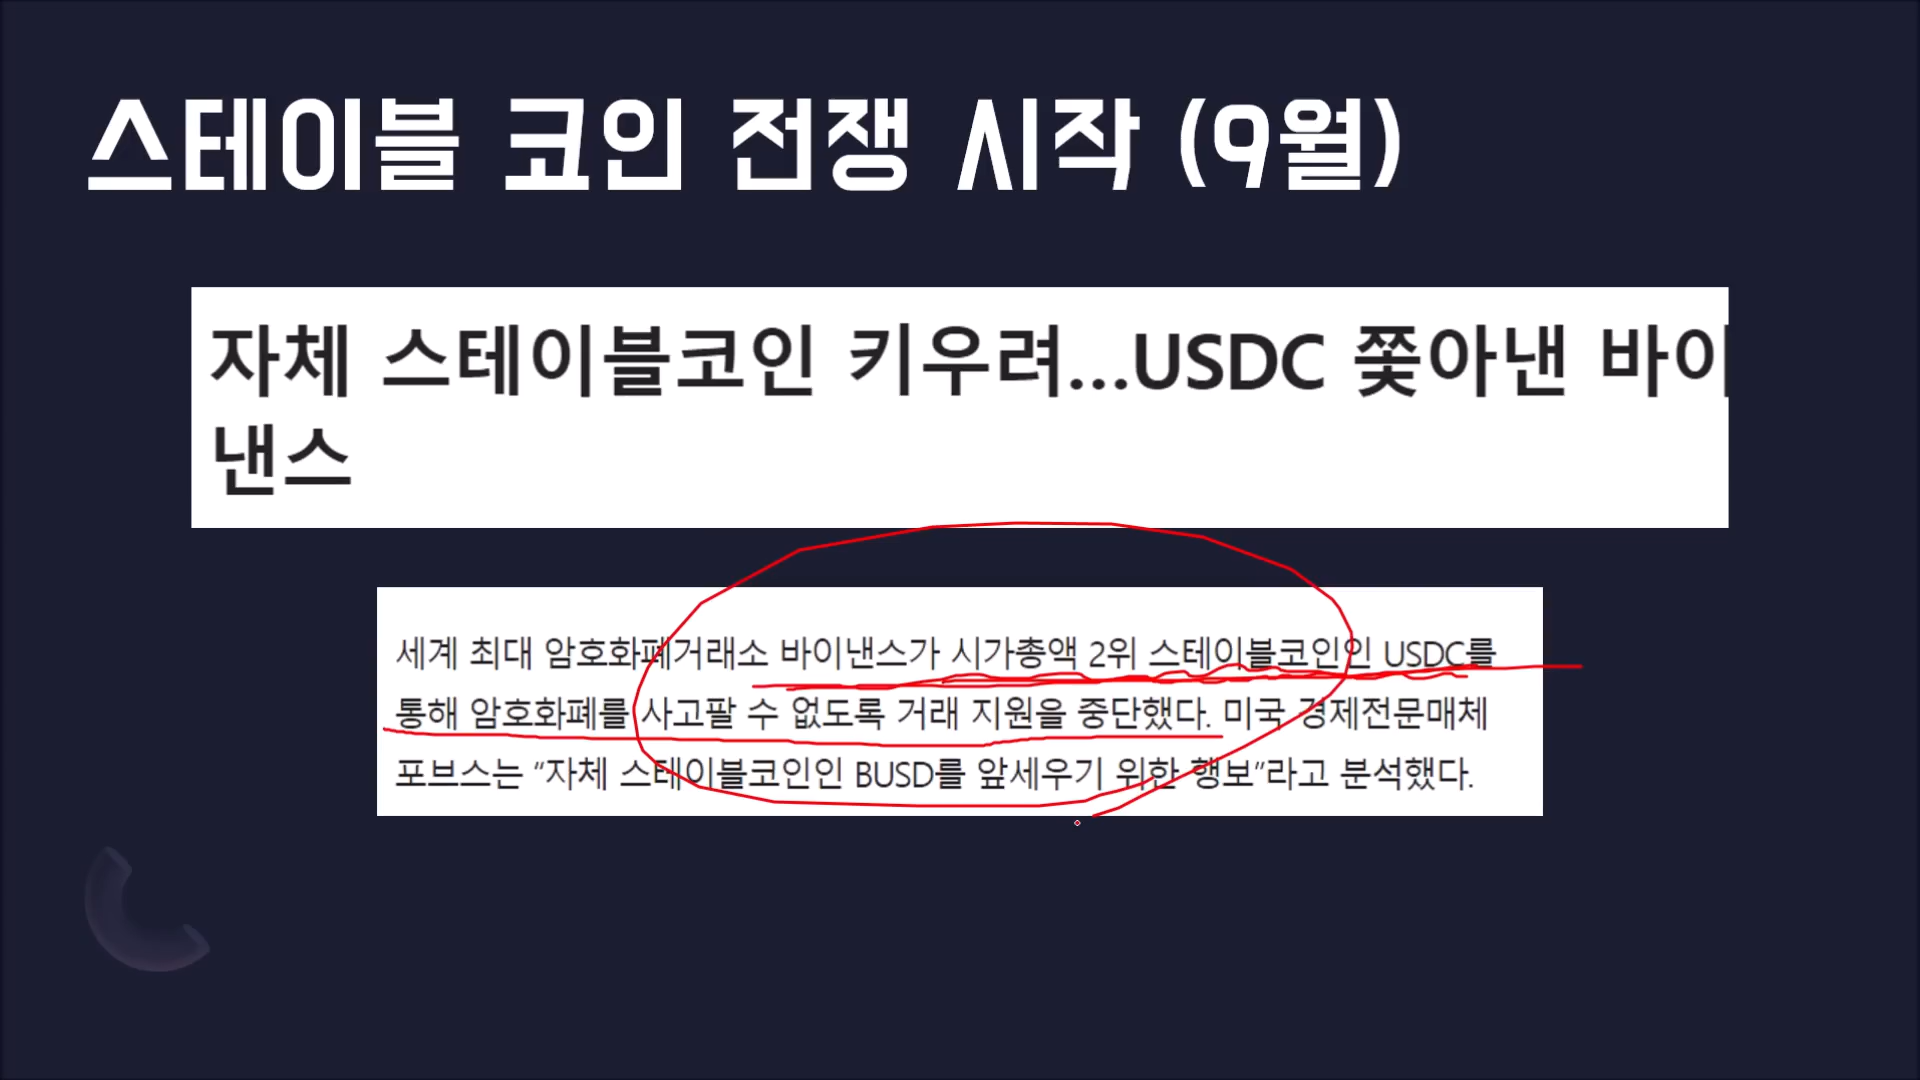 스테이블 코인 전쟁 시작 (9월)
자체 스테이블코인 키우려...USDC 쫓아낸 바이
낸스
세계 최대 암호화폐거래소 바이낸스가 시가총액 2위 스테이블코인인 USDC를
통해 암호화폐를 사고팔 수 없도록 거래 지원을 중단했다. 미국 경제전문매체
포브스는 “자체 스테이블코인인 BUSD를 앞세우기 위한 행보”라고 분석했다.